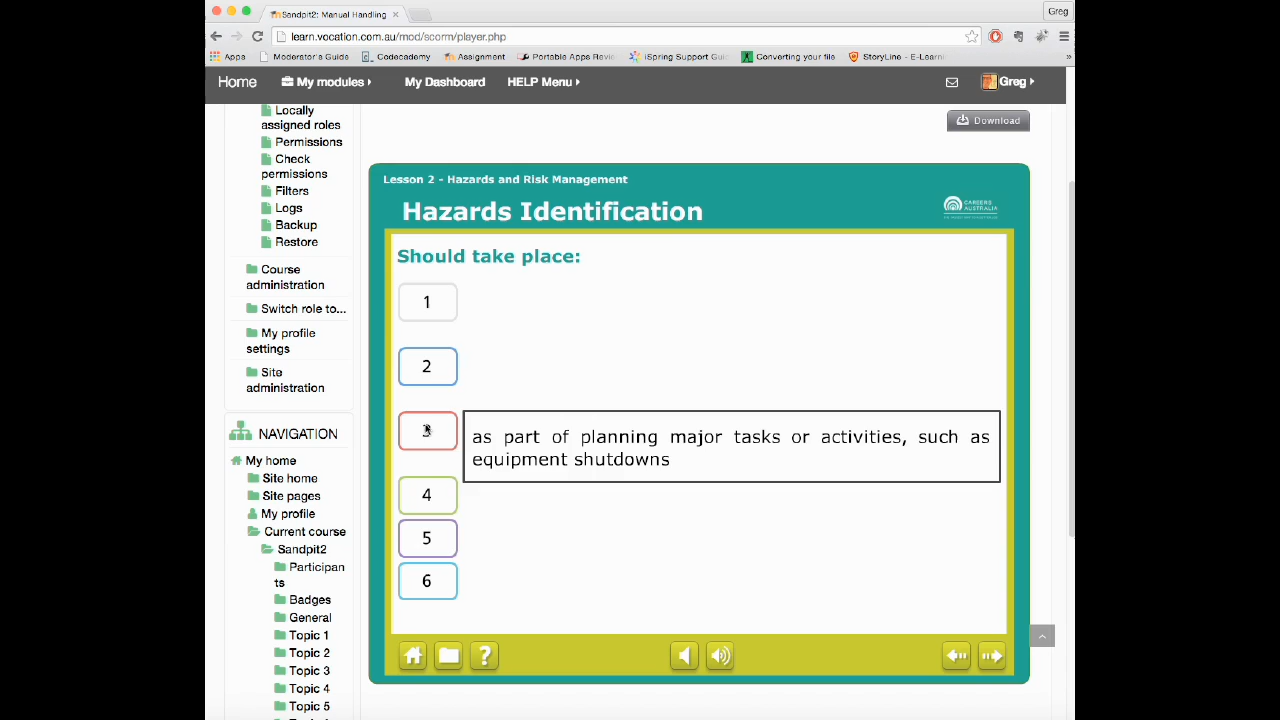 Sandpit2: Manual Handling
Greg
learn.vocation.com.au/mod/scorm/player.php
Apps
Moderator's Guide
Codecademy
Assignment
Portable Apps Revie
iSpring Support Gui
Converting your file
StoryLine - E-Learni
»
Home
My modules
My Dashboard
HELP Menu
Greg
Locally
assigned roles
Permissions
Check
permissions
Filters
Logs
Backup
Restore
Course
administration
Switch role to...
My profile
settings
Site
administration
NAVIGATION
My home
Site home
Site pages
My profile
Current course
Sandpit2
Participan
ts
Badges
General
Topic 1
Topic 2
Topic 3
Topic 4
Topic 5
Download
Lesson 2 - Hazards and Risk Management
Hazards Identification
CAREERS
AUSTRALIA
Should take place:
1
2
3
as part of planning major tasks or activities, such as
equipment shutdowns
4
5
6
?